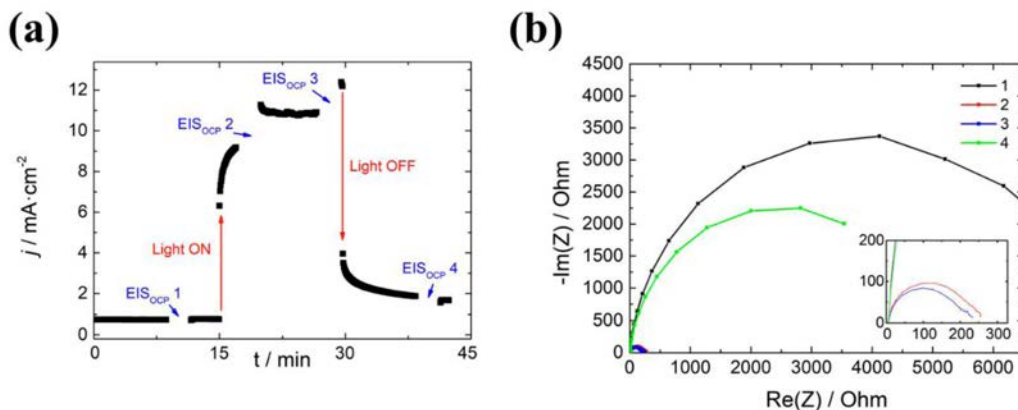 (a)
j / mA·cm⁻²
12
10
8
6
4
2
0
EIS_OCP 1
Light ON
EIS_OCP 2
EIS_OCP 3
Light OFF
EIS_OCP 4
0 15 30 45
t / min
(b)
-Im(Z) / Ohm
4500
4000
3500
3000
2500
2000
1500
1000
500
0
1
2
3
4
200
100
0
0 100 200 300
0 1000 2000 3000 4000 5000 6000
Re(Z) / Ohm